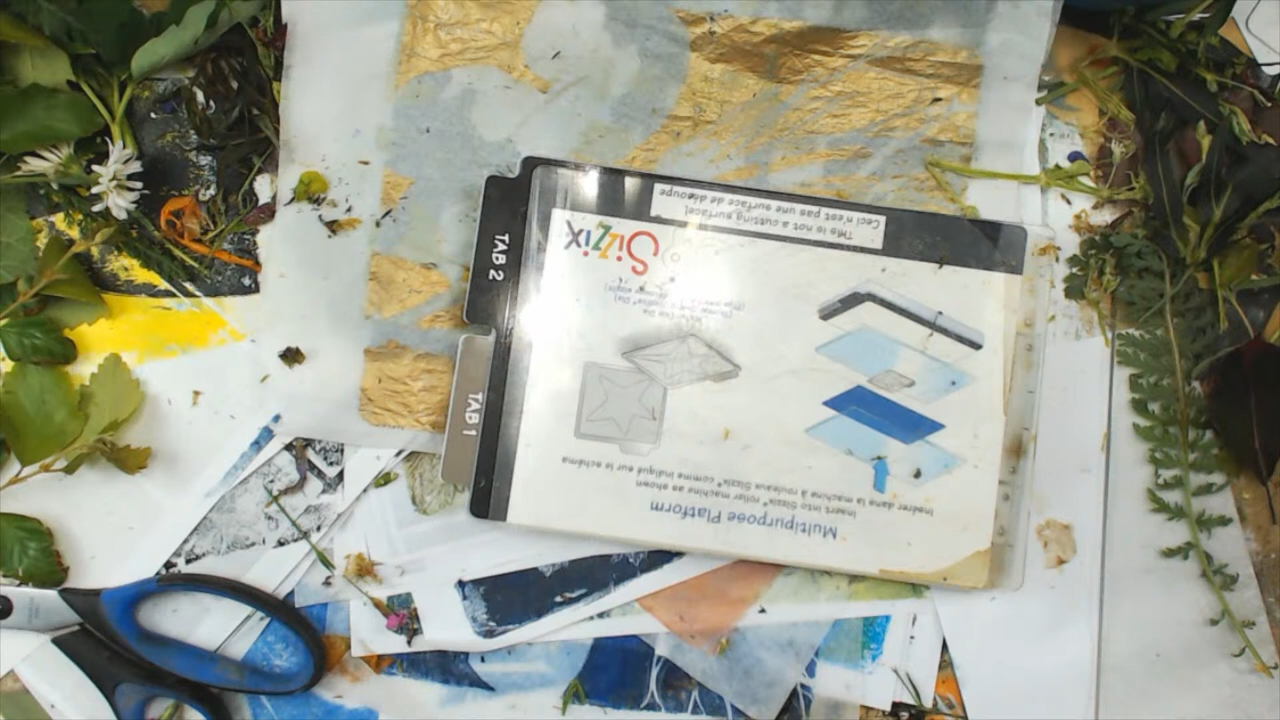 Multipurpose Platform
Insert into Sizzix® roller machine as shown
Insérer dans la machine à rouleaux Sizzix® comme indiqué sur le schéma
Sizzix
This is not a cutting surface!
Ceci n'est pas une surface de découpe
TAB 1
TAB 2